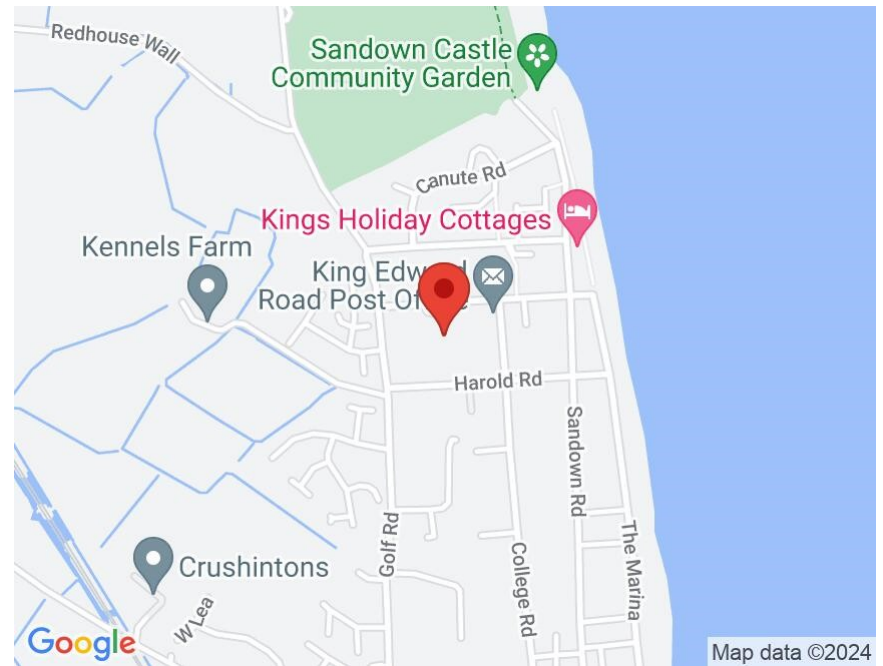 Redhouse Wall
Sandown Castle
Community Garden
Canute Rd
Kings Holiday Cottages
Kennels Farm
King Edw d
Road Post Of e
Harold Rd
Sandown Rd
The Marina
Golf Rd
College Rd
Crushintons
W Lea
Google
Map data ©2024